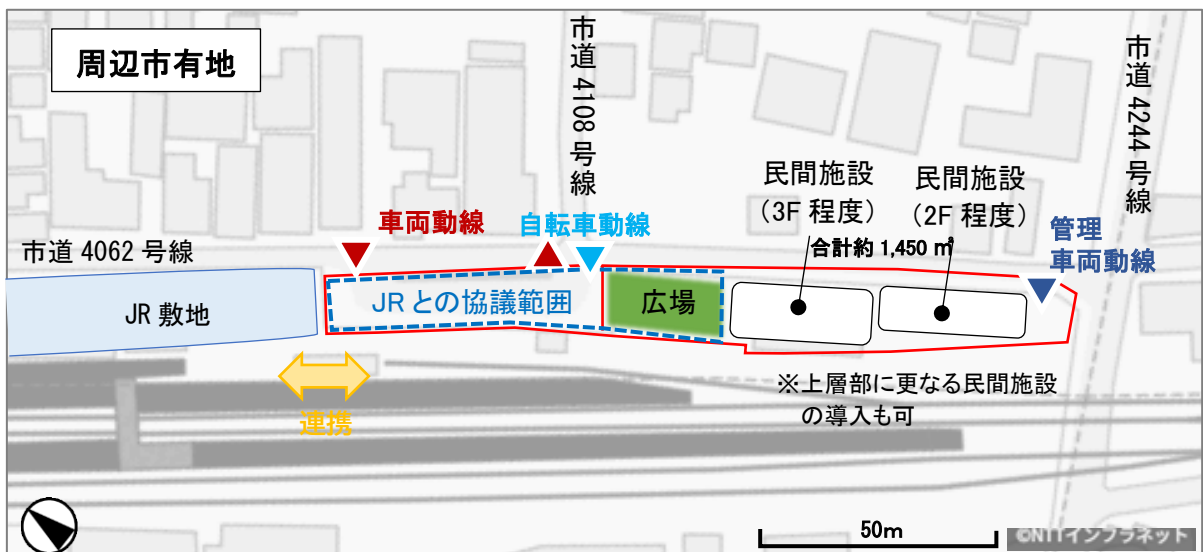 周辺市有地
市道 4108 号線
市道 4244 号線
民間施設
(3F 程度)
民間施設
(2F 程度)
合計約 1,450 ㎡
車両動線
自転車動線
管理
車両動線
市道 4062 号線
JR 敷地
JR との協議範囲
広場
連携
※上層部に更なる民間施設
の導入も可
50m
©NTTインフラネット